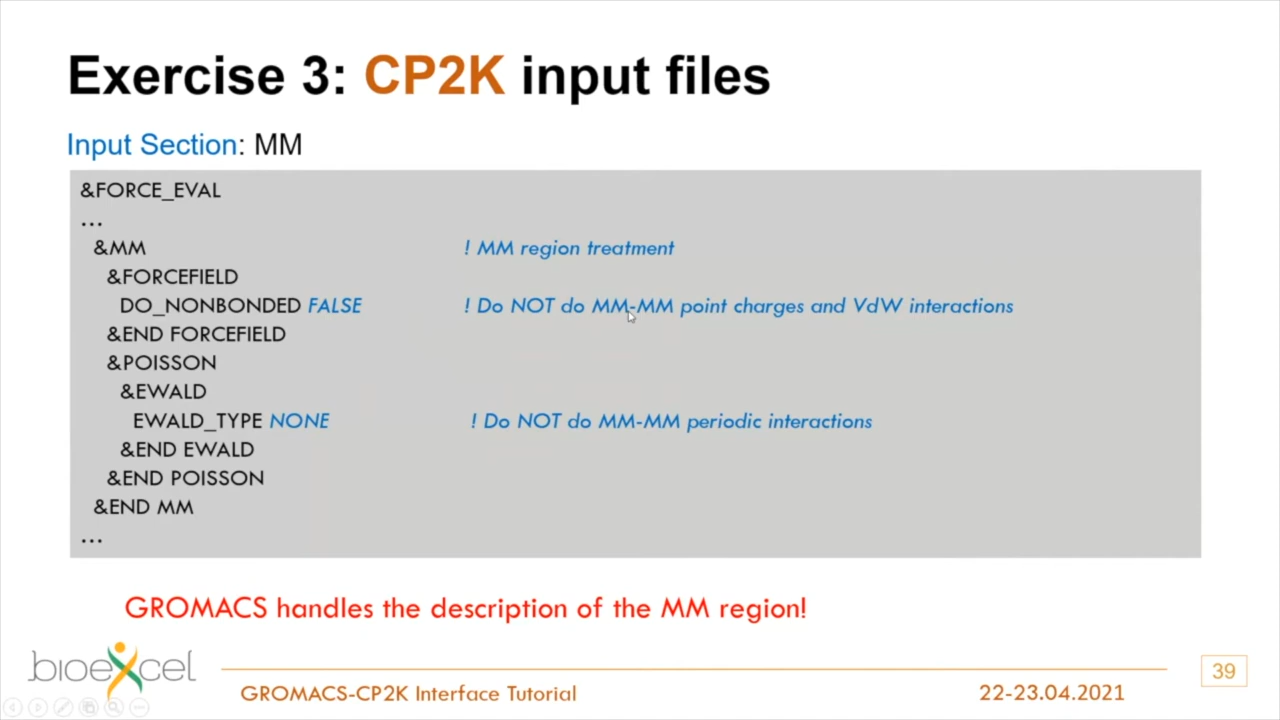 Exercise 3: CP2K input files
Input Section: MM
&FORCE_EVAL
...
&MM ! MM region treatment
&FORCEFIELD
DO_NONBONDED FALSE ! Do NOT do MM-MM point charges and VdW interactions
&END FORCEFIELD
&POISSON
&EWALD
EWALD_TYPE NONE ! Do NOT do MM-MM periodic interactions
&END EWALD
&END POISSON
&END MM
...
GROMACS handles the description of the MM region!
bioexcel
GROMACS-CP2K Interface Tutorial
22-23.04.2021
39